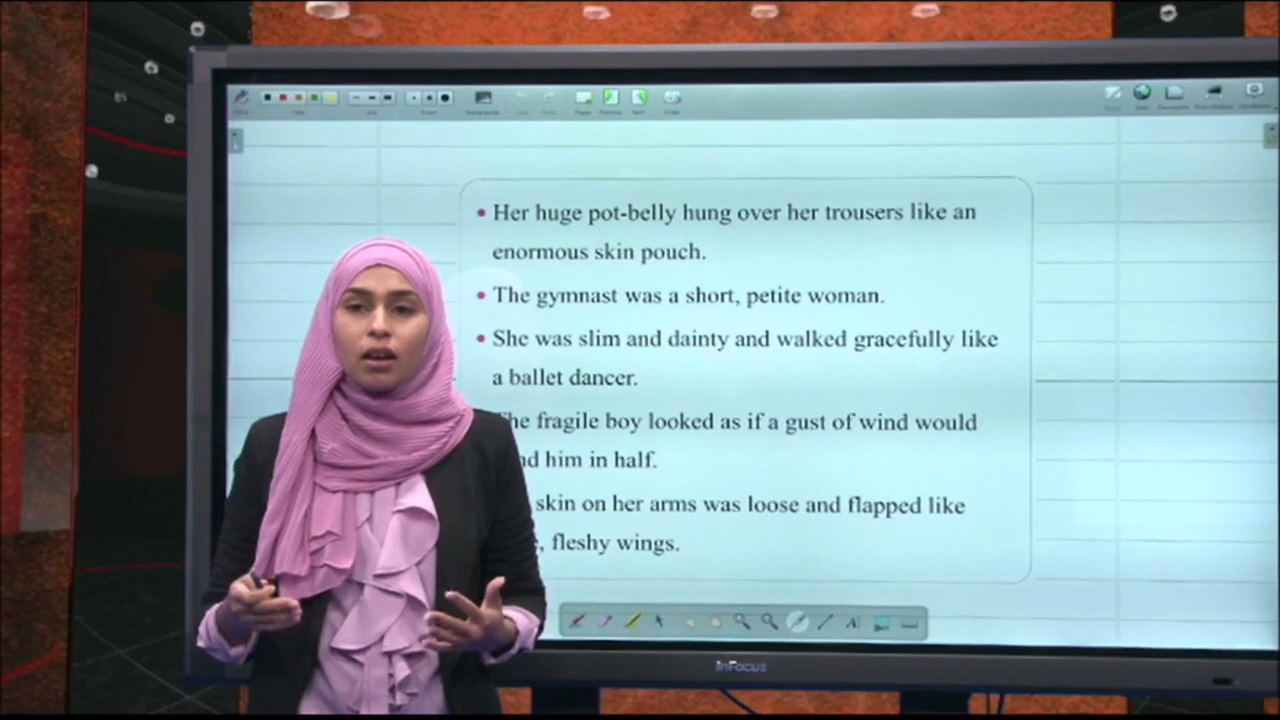 • Her huge pot-belly hung over her trousers like an
enormous skin pouch.
• The gymnast was a short, petite woman.
• She was slim and dainty and walked gracefully like
a ballet dancer.
fragile boy looked as if a gust of wind would
him in half.
skin on her arms was loose and flapped like
fleshy wings.
InFocus